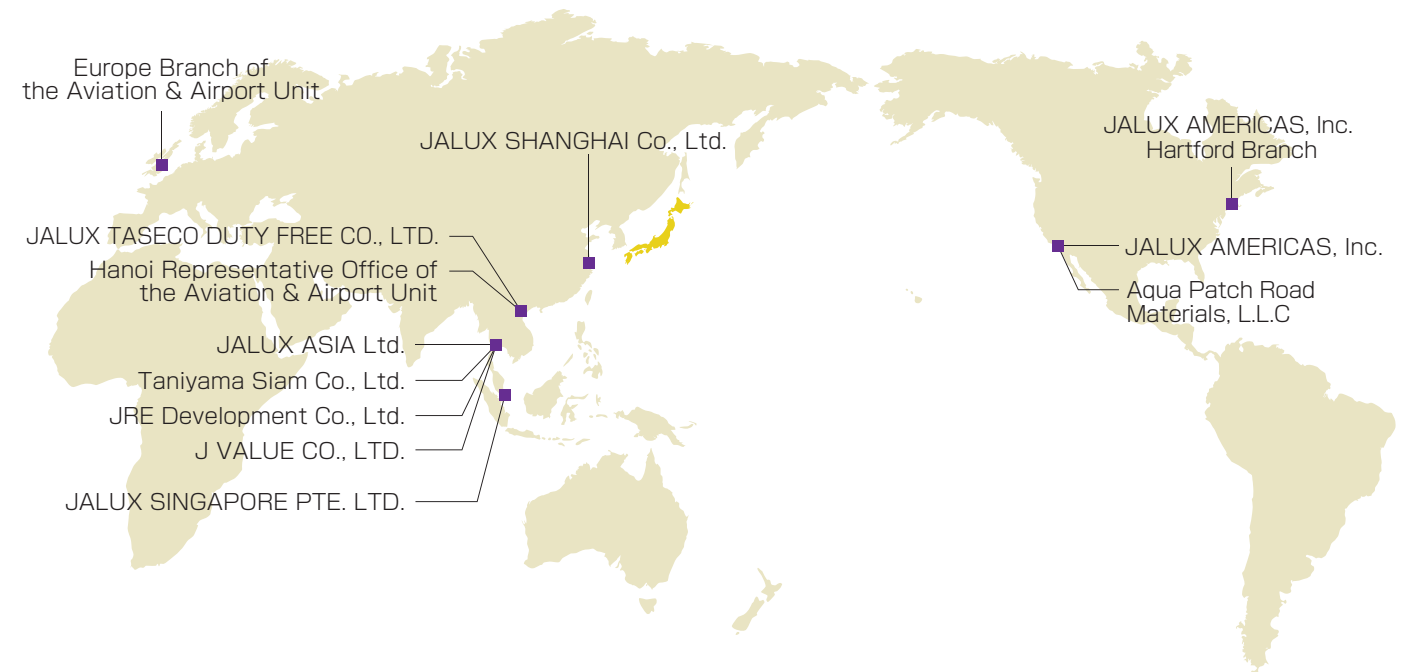 Europe Branch of
the Aviation & Airport Unit
JALUX SHANGHAI Co., Ltd.
JALUX TASECO DUTY FREE CO., LTD.
Hanoi Representative Office of
the Aviation & Airport Unit
JALUX ASIA Ltd.
Taniyama Siam Co., Ltd.
JRE Development Co., Ltd.
J VALUE CO., LTD.
JALUX SINGAPORE PTE. LTD.
JALUX AMERICAS, Inc.
Hartford Branch
JALUX AMERICAS, Inc.
Aqua Patch Road
Materials, L.L.C